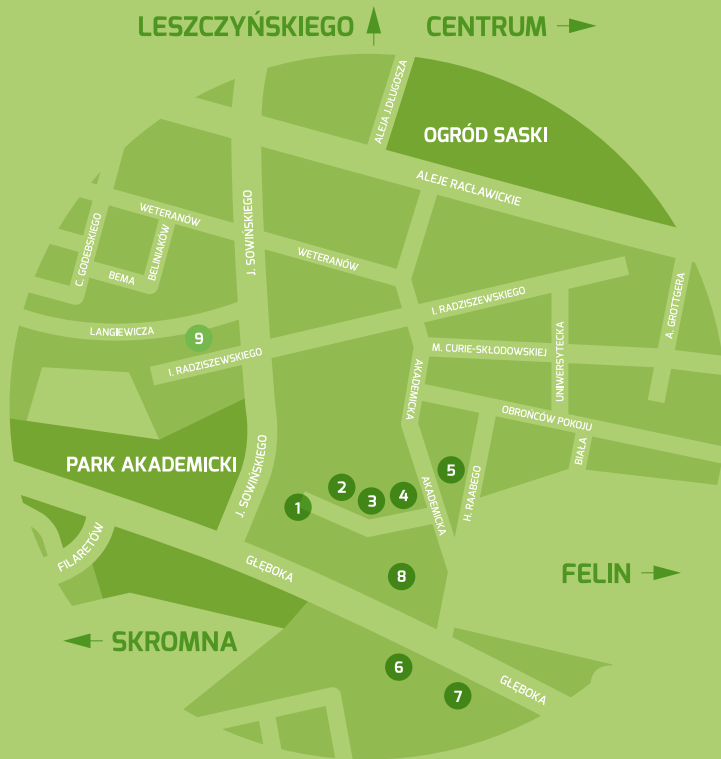 LESZCZYŃSKIEGO
CENTRUM
ALEJA J.DŁUGOSZA
OGRÓD SASKI
ALEJE RACŁAWICKIE
J. SOWIŃSKIEGO
WETERANÓW
C. GODEBSKIEGO
BELINIAKÓW
BEMA
WETERANÓW
I. RADZISZEWSKIEGO
A. GROTTGERA
LANGIEWICZA
9
I. RADZISZEWSKIEGO
M. CURIE-SKŁODOWSKIEJ
UNIWERSYTECKA
AKADEMICKA
OBROŃCÓW POKOJU
BIAŁA
PARK AKADEMICKI
J. SOWIŃSKIEGO
5
2
3
4
1
AKADEMICKA
H. RAABEGO
FILARETÓW
GŁĘBOKA
8
FELIN
SKROMNA
6
7
GŁĘBOKA